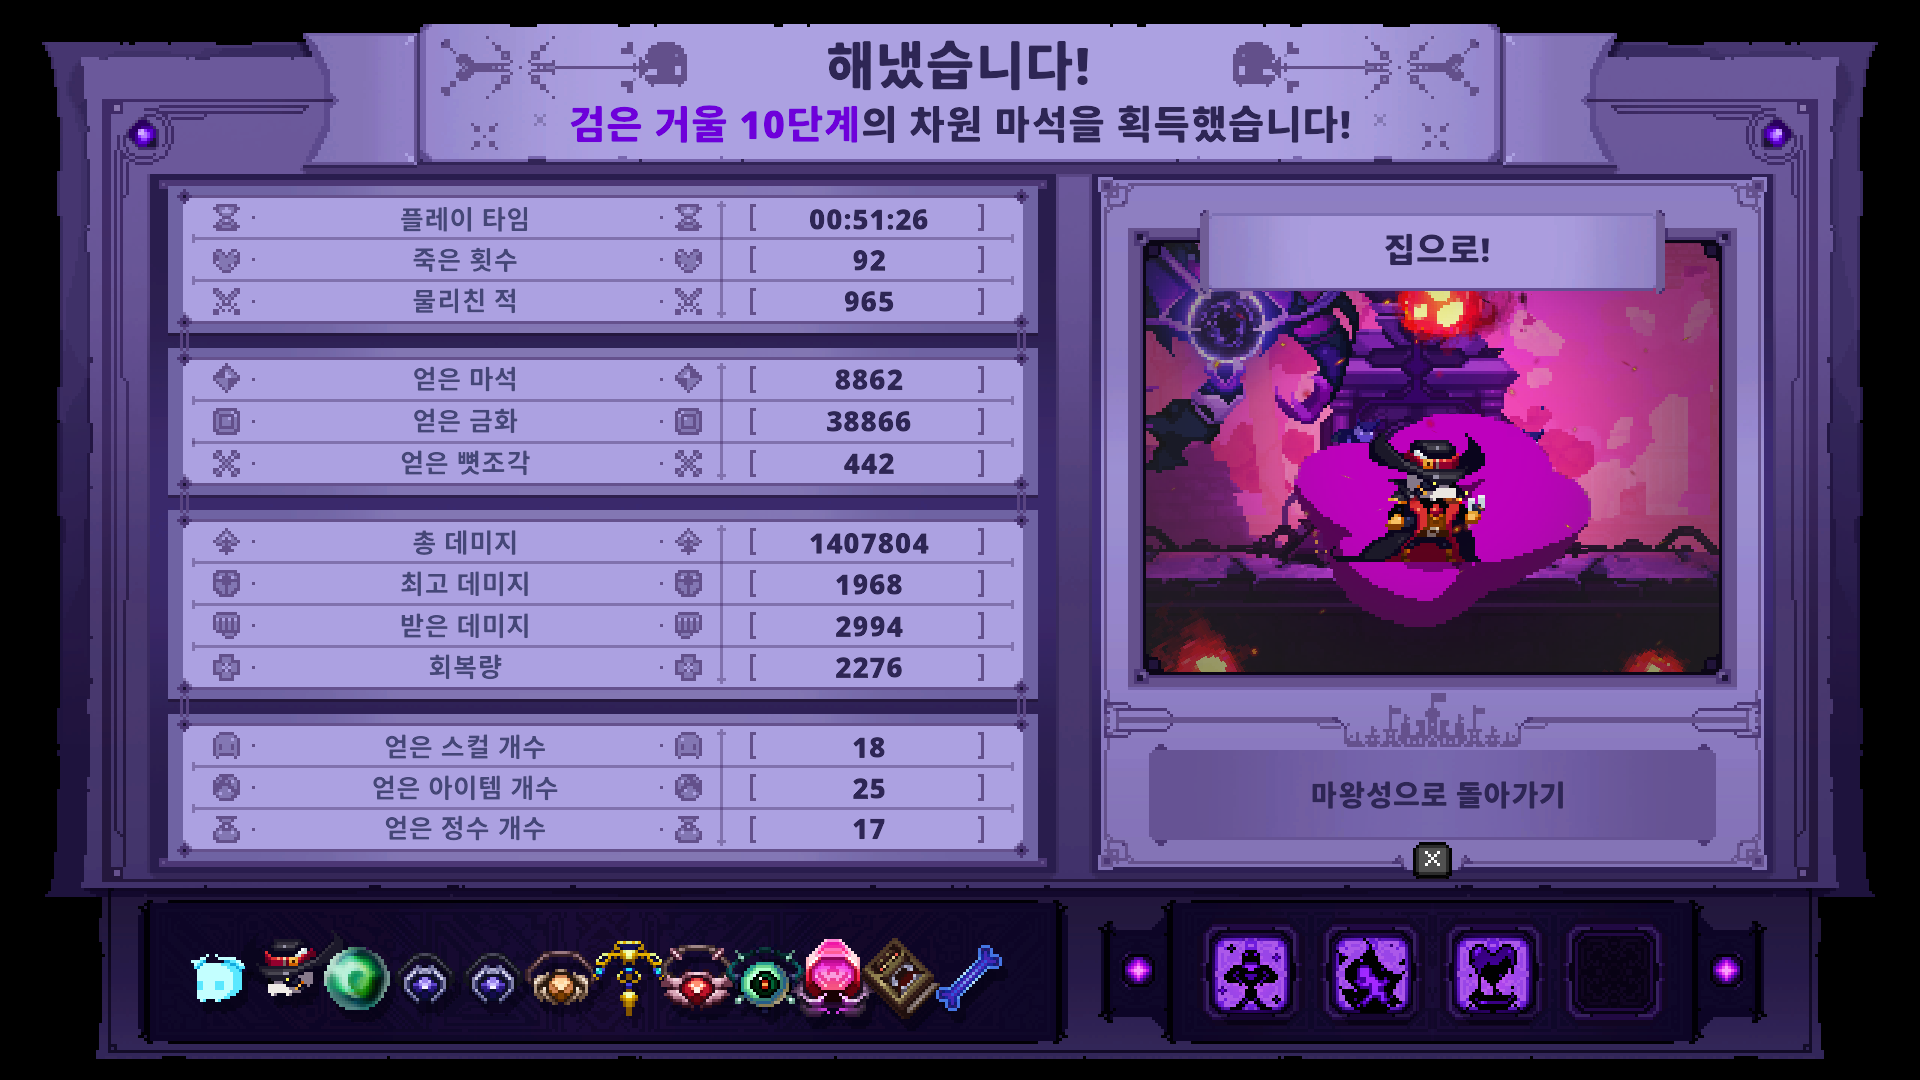 해냈습니다!
검은 거울 10단계의 차원 마석을 획득했습니다!
플레이 타임 [ 00:51:26 ]
죽은 횟수 [ 92 ]
물리친 적 [ 965 ]
얻은 마석 [ 8862 ]
얻은 금화 [ 38866 ]
얻은 뼛조각 [ 442 ]
총 데미지 [ 1407804 ]
최고 데미지 [ 1968 ]
받은 데미지 [ 2994 ]
회복량 [ 2276 ]
얻은 스컬 개수 [ 18 ]
얻은 아이템 개수 [ 25 ]
얻은 정수 개수 [ 17 ]
집으로!
마왕성으로 돌아가기
X